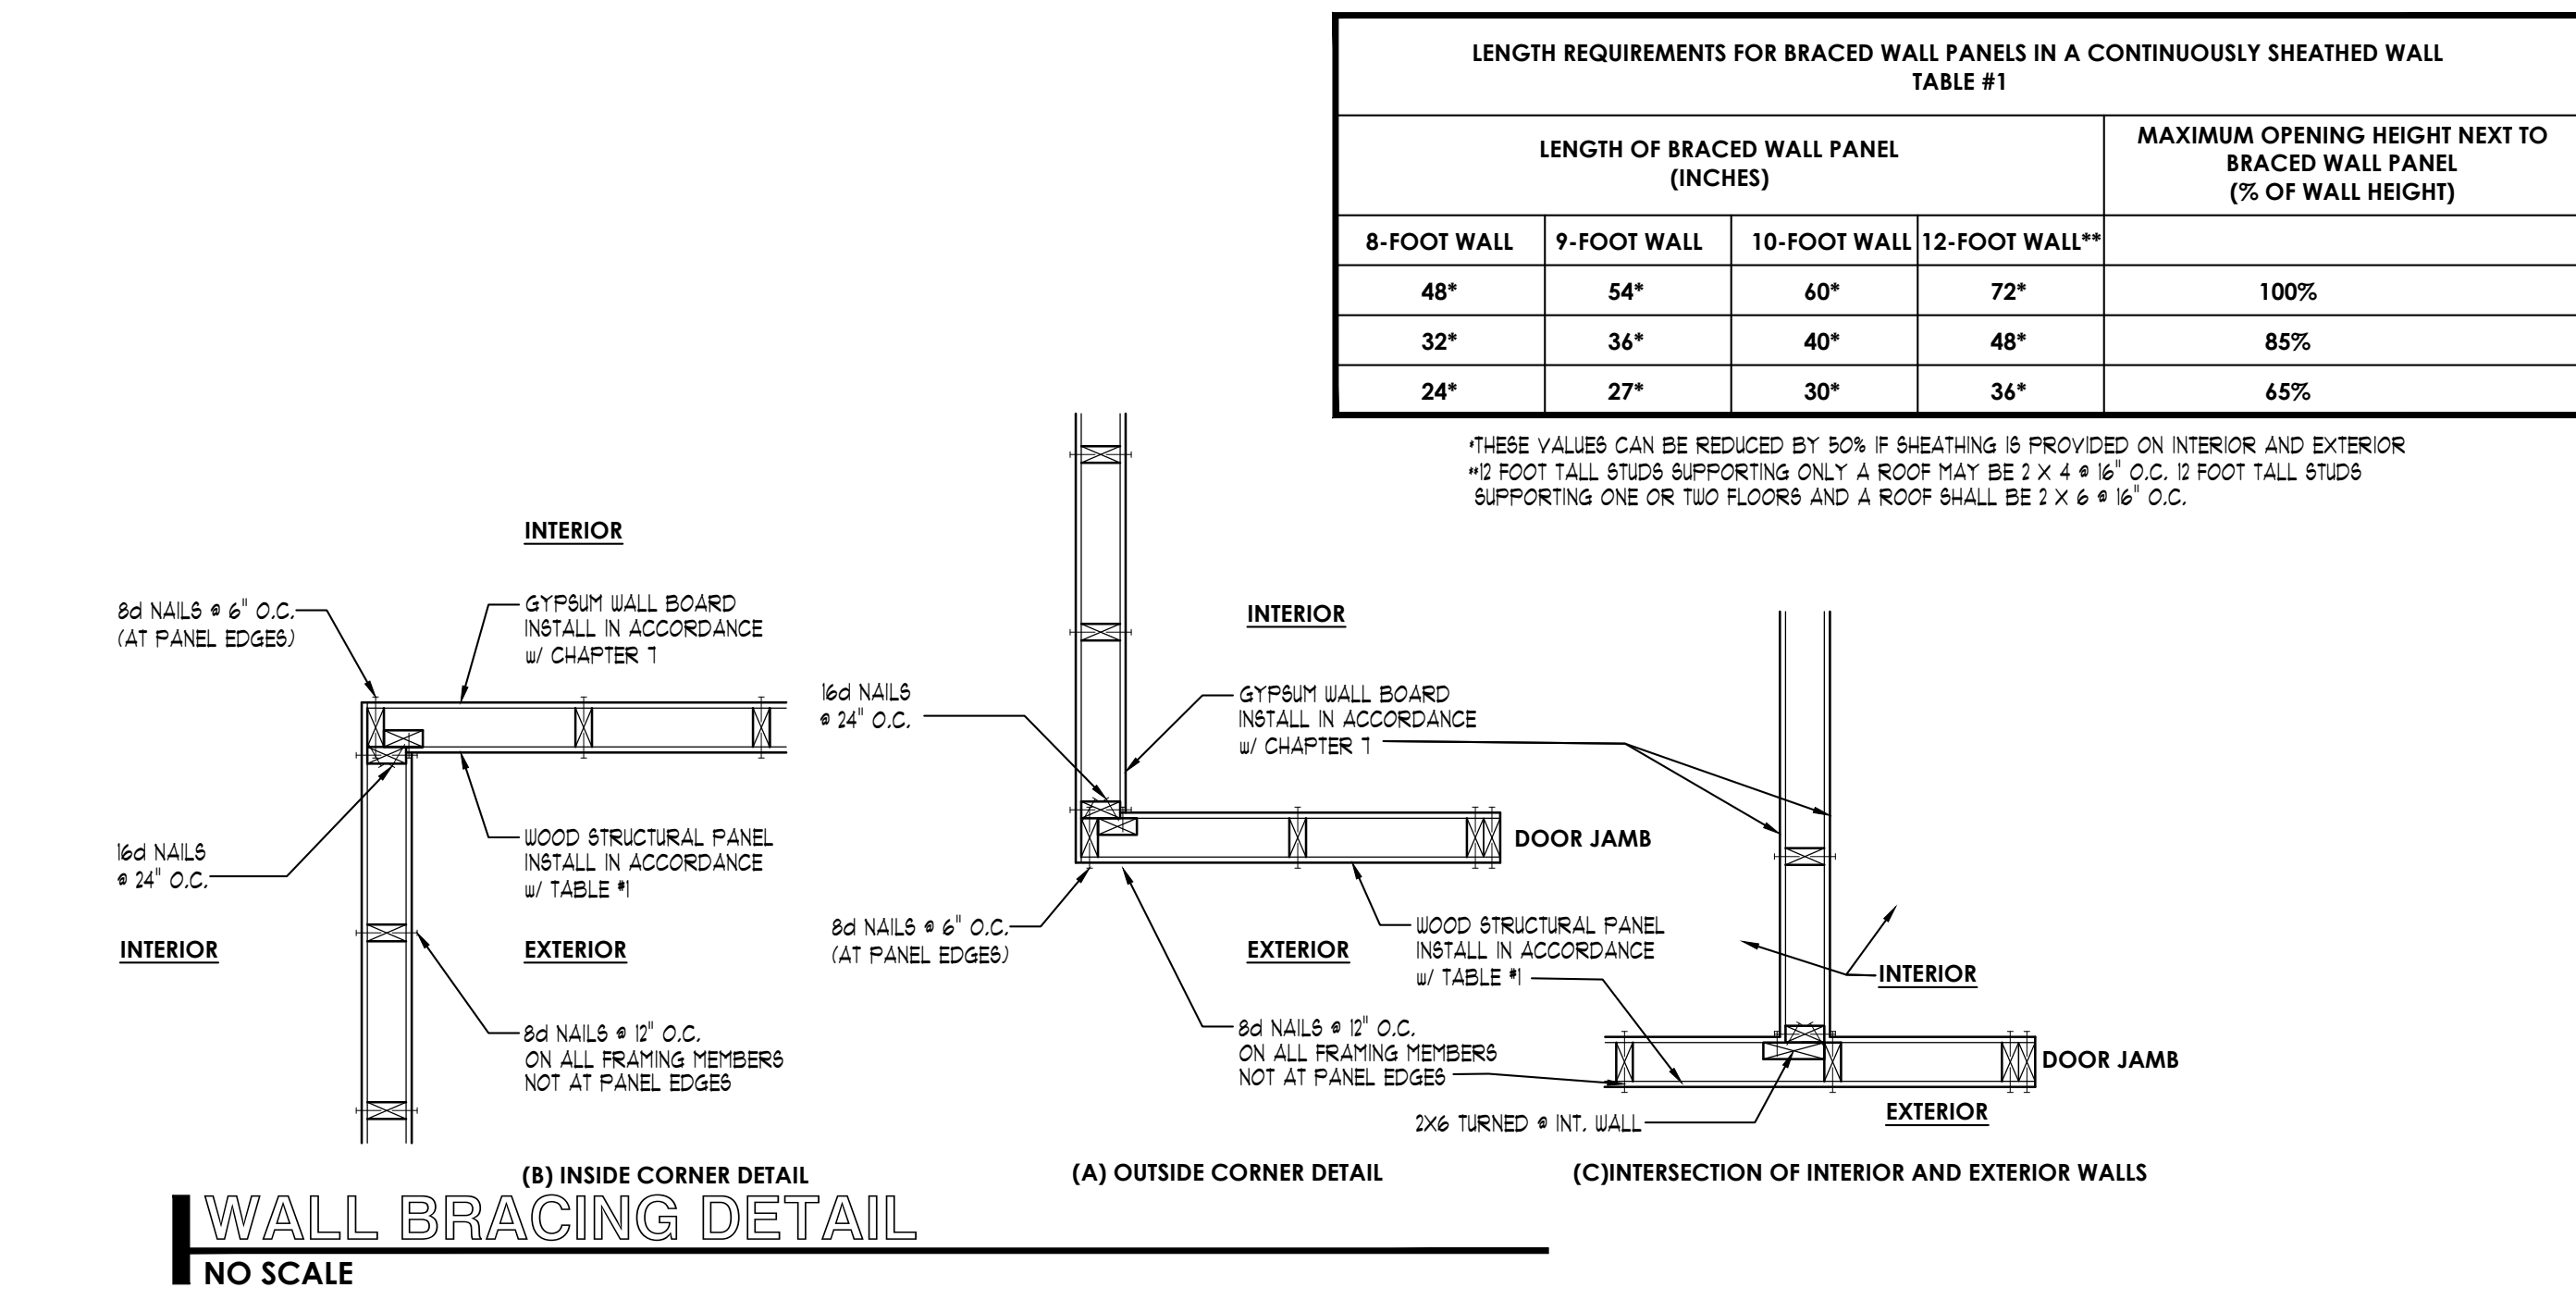 LENGTH REQUIREMENTS FOR BRACED WALL PANELS IN A CONTINUOUSLY SHEATHED WALL
TABLE #1
LENGTH OF BRACED WALL PANEL
(INCHES)
MAXIMUM OPENING HEIGHT NEXT TO
BRACED WALL PANEL
(% OF WALL HEIGHT)
8-FOOT WALL 9-FOOT WALL 10-FOOT WALL 12-FOOT WALL**
48* 54* 60* 72* 100%
32* 36* 40* 48* 85%
24* 27* 30* 36* 65%
*THESE VALUES CAN BE REDUCED BY 50% IF SHEATHING IS PROVIDED ON INTERIOR AND EXTERIOR
**12 FOOT TALL STUDS SUPPORTING ONLY A ROOF MAY BE 2 X 4 @ 16" O.C. 12 FOOT TALL STUDS
SUPPORTING ONE OR TWO FLOORS AND A ROOF SHALL BE 2 X 6 @ 16" O.C.
INTERIOR
8d NAILS @ 6" O.C.
(AT PANEL EDGES)
GYPSUM WALL BOARD
INSTALL IN ACCORDANCE
w/ CHAPTER 7
16d NAILS
@ 24" O.C.
WOOD STRUCTURAL PANEL
INSTALL IN ACCORDANCE
w/ TABLE #1
INTERIOR
EXTERIOR
8d NAILS @ 12" O.C.
ON ALL FRAMING MEMBERS
NOT AT PANEL EDGES
(B) INSIDE CORNER DETAIL
INTERIOR
16d NAILS
@ 24" O.C.
GYPSUM WALL BOARD
INSTALL IN ACCORDANCE
w/ CHAPTER 7
DOOR JAMB
8d NAILS @ 6" O.C.
(AT PANEL EDGES)
EXTERIOR
WOOD STRUCTURAL PANEL
INSTALL IN ACCORDANCE
w/ TABLE #1
8d NAILS @ 12" O.C.
ON ALL FRAMING MEMBERS
NOT AT PANEL EDGES
(A) OUTSIDE CORNER DETAIL
INTERIOR
DOOR JAMB
2X6 TURNED @ INT. WALL
EXTERIOR
(C)INTERSECTION OF INTERIOR AND EXTERIOR WALLS
WALL BRACING DETAIL
NO SCALE